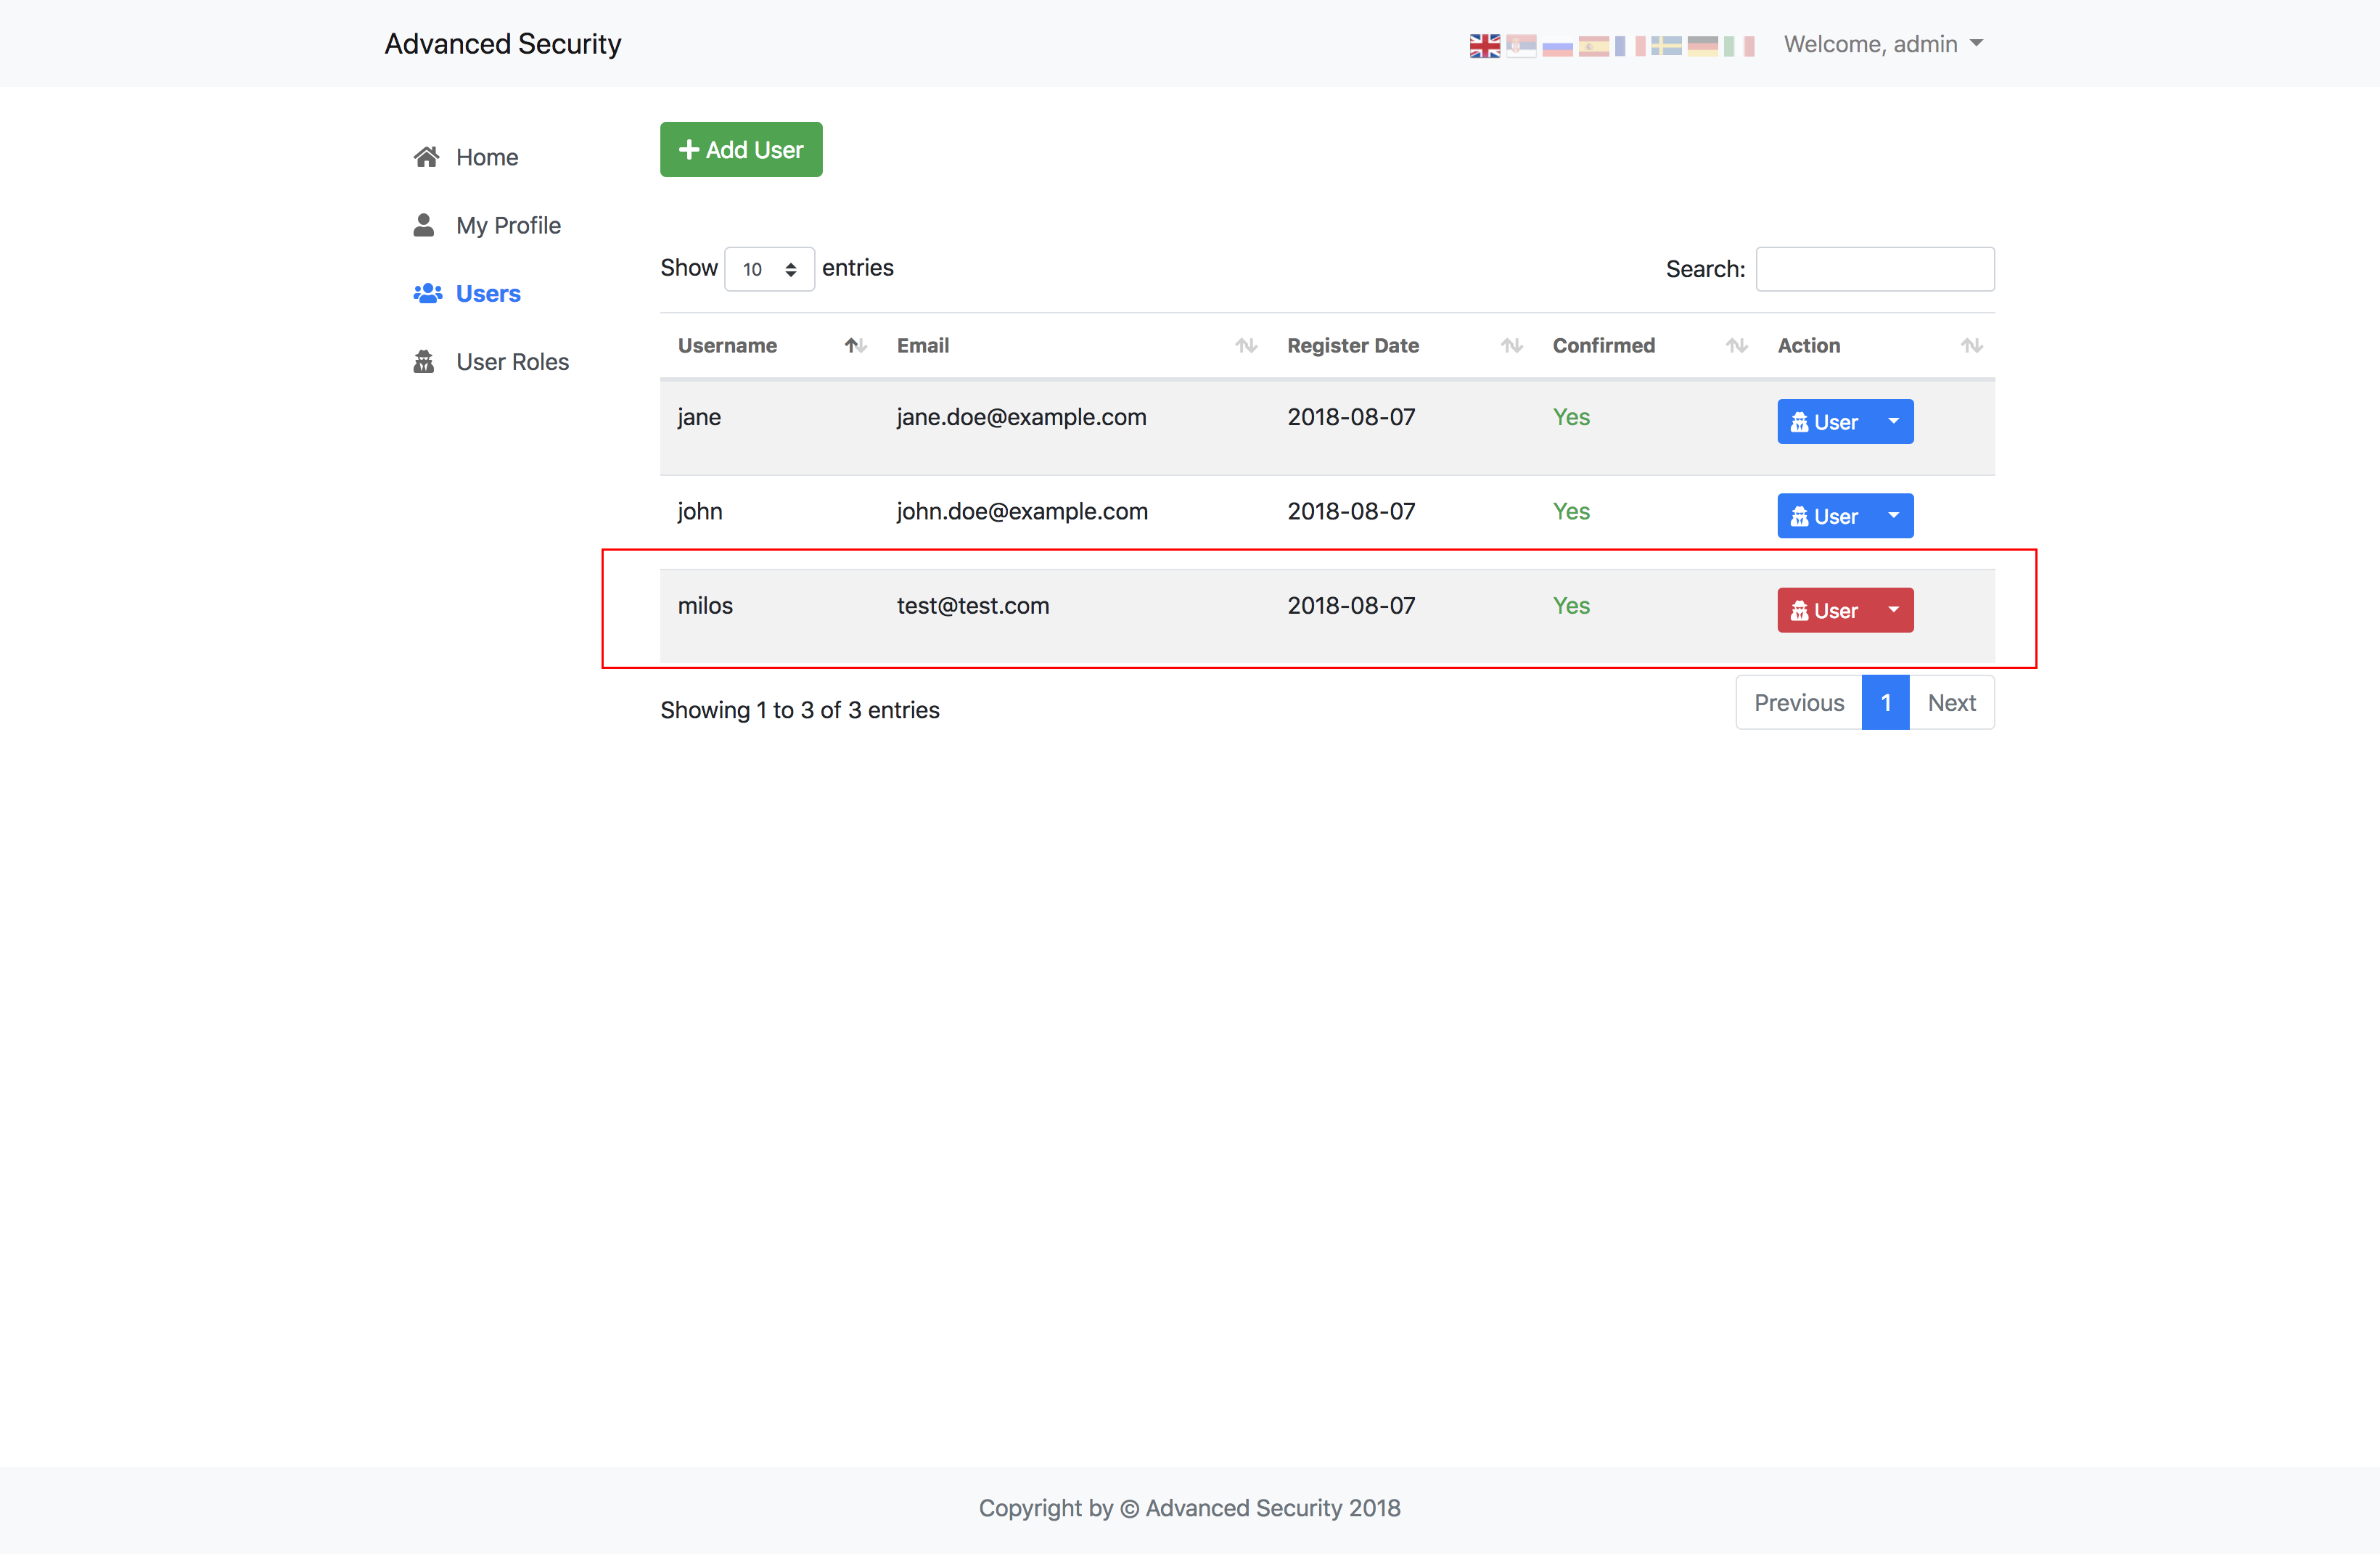 Advanced Security
Welcome, admin
Home
My Profile
Users
User Roles
Add User
Show 10 entries
Search:
Username Email Register Date Confirmed Action
jane jane.doe@example.com 2018-08-07 Yes User
john john.doe@example.com 2018-08-07 Yes User
milos test@test.com 2018-08-07 Yes User
Showing 1 to 3 of 3 entries
Previous 1 Next
Copyright by © Advanced Security 2018